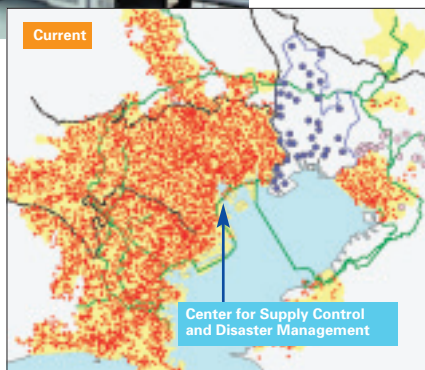 Current
Center for Supply Control
and Disaster Management